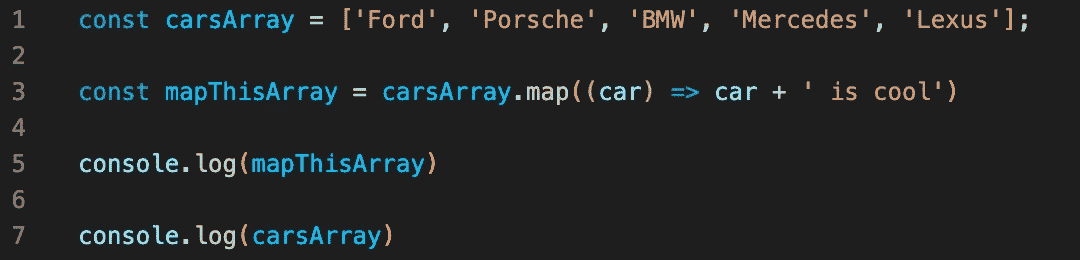 1 const carsArray = ['Ford', 'Porsche', 'BMW', 'Mercedes', 'Lexus'];
2
3 const mapThisArray = carsArray.map((car) => car + ' is cool')
4
5 console.log(mapThisArray)
6
7 console.log(carsArray)